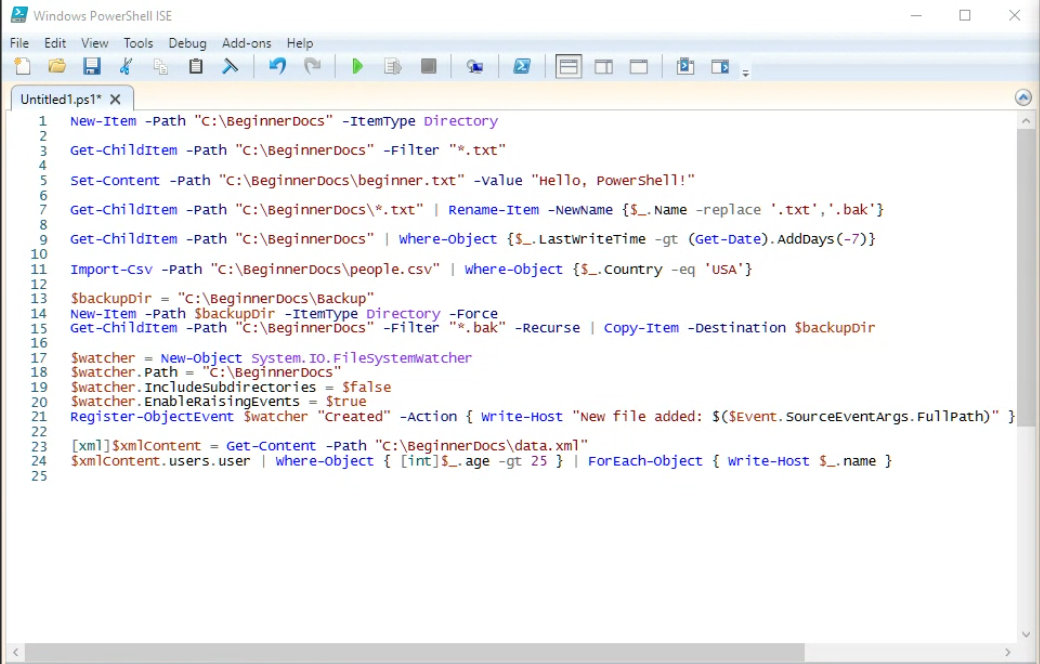 Windows PowerShell ISE
File Edit View Tools Debug Add-ons Help
Untitled1.ps1* X
1 New-Item -Path "C:\BeginnerDocs" -ItemType Directory
2
3 Get-ChildItem -Path "C:\BeginnerDocs" -Filter "*.txt"
4
5 Set-Content -Path "C:\BeginnerDocs\beginner.txt" -Value "Hello, PowerShell!"
6
7 Get-ChildItem -Path "C:\BeginnerDocs\*.txt" | Rename-Item -NewName {$_.Name -replace '.txt','.bak'}
8
9 Get-ChildItem -Path "C:\BeginnerDocs" | Where-Object {$_.LastWriteTime -gt (Get-Date).AddDays(-7)}
10
11 Import-Csv -Path "C:\BeginnerDocs\people.csv" | Where-Object {$_.Country -eq 'USA'}
12
13 $backupDir = "C:\BeginnerDocs\Backup"
14 New-Item -Path $backupDir -ItemType Directory -Force
15 Get-ChildItem -Path "C:\BeginnerDocs" -Filter "*.bak" -Recurse | Copy-Item -Destination $backupDir
16
17 $watcher = New-Object System.IO.FileSystemWatcher
18 $watcher.Path = "C:\BeginnerDocs"
19 $watcher.IncludeSubdirectories = $false
20 $watcher.EnableRaisingEvents = $true
21 Register-ObjectEvent $watcher "Created" -Action { Write-Host "New file added: $($Event.SourceEventArgs.FullPath)" }
22
23 [xml]$xmlContent = Get-Content -Path "C:\BeginnerDocs\data.xml"
24 $xmlContent.users.user | Where-Object { [int]$_.age -gt 25 } | ForEach-Object { Write-Host $_.name }
25